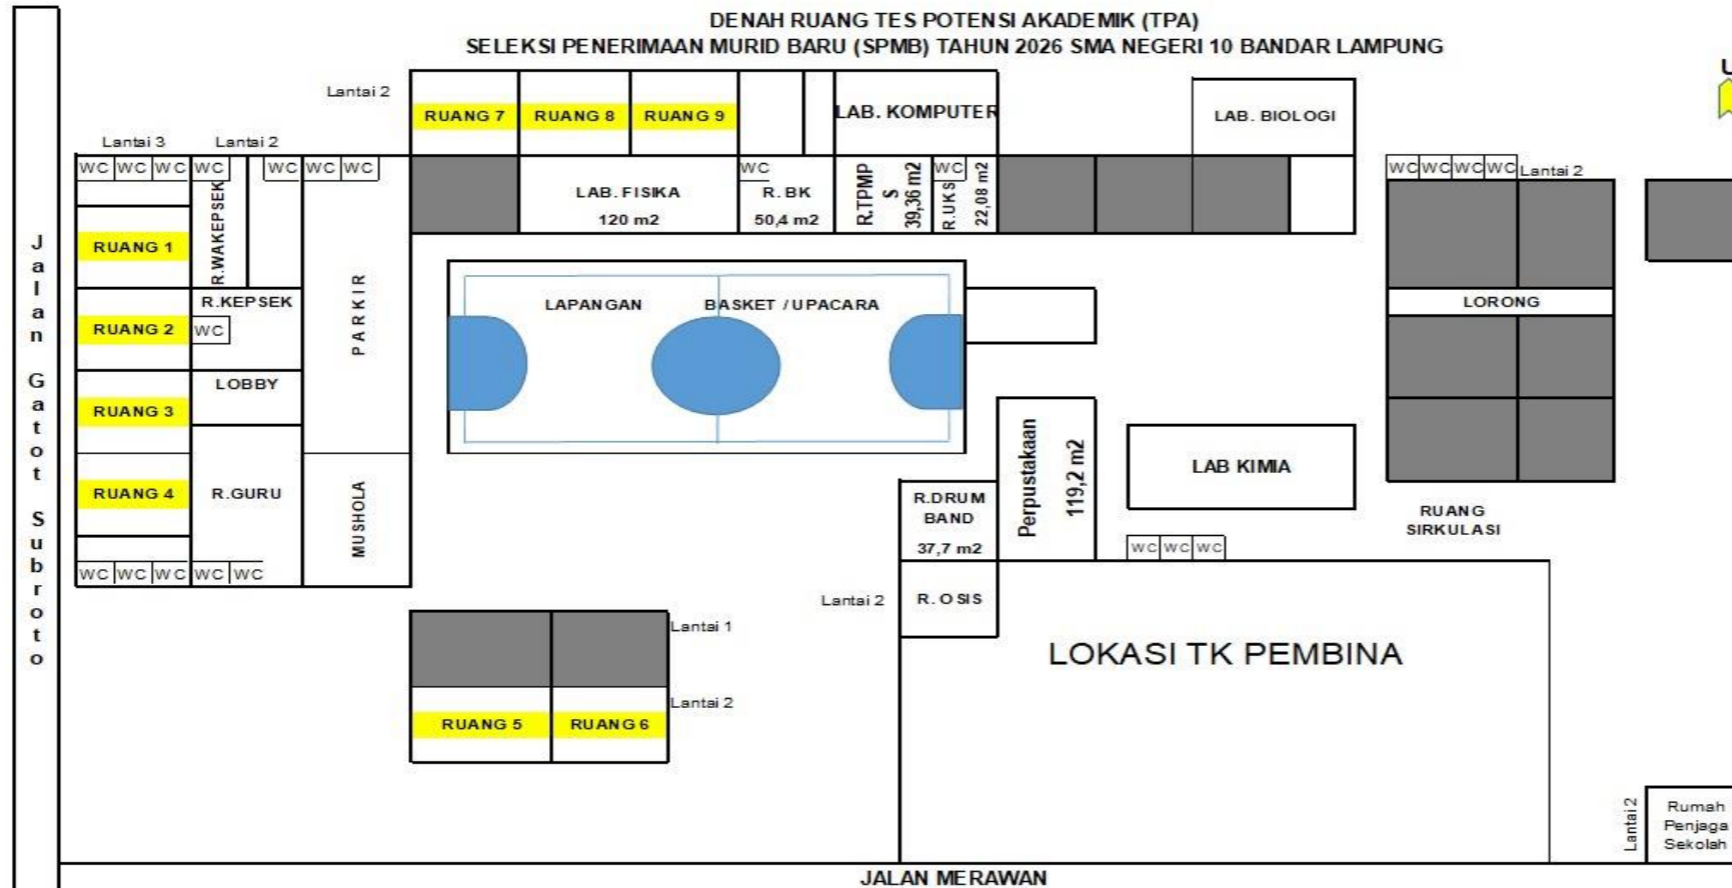 DENAH RUANG TES POTENSI AKADEMIK (TPA)
SELEKSI PENERIMAAN MURID BARU (SPMB) TAHUN 2026 SMA NEGERI 10 BANDAR LAMPUNG
U
Lantai 2
RUANG 7
RUANG 8
RUANG 9
LAB. KOMPUTER
LAB. BIOLOGI
Lantai 3
Lantai 2
WC WC WC WC WC WC WC
LAB. FISIKA
120 m2
WC
R. BK
50,4 m2
R.TPMP
S
39,36 m2
WC
R.UKS
22,08 m2
WC WC WC WC Lantai 2
Jalan Gatot Subroto
RUANG 1
R.WAKEPSEK
RUANG 2
R.KEPSEK
WC
PARKIR
RUANG 3
LOBBY
RUANG 4
R.GURU
MUSHOLA
WC WC WC WC WC
LAPANGAN BASKET / UPACARA
LORONG
Perpustakaan
119,2 m2
LAB KIMIA
R.DRUM
BAND
37,7 m2
WC WC WC
RUANG
SIRKULASI
Lantai 2
R. OSIS
Lantai 1
Lantai 2
RUANG 5
RUANG 6
LOKASI TK PEMBINA
Lantai 2
Rumah
Penjaga
Sekolah
JALAN MERAWAN